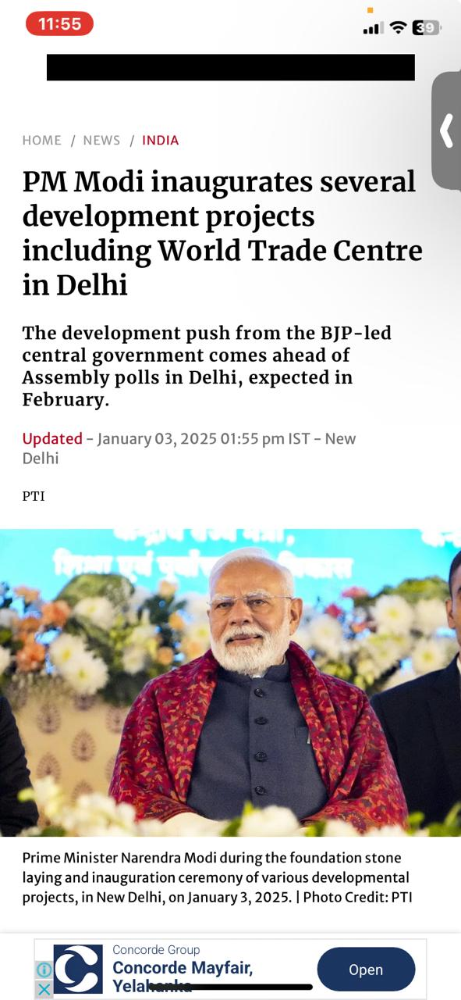 11:55
39
HOME / NEWS / INDIA
PM Modi inaugurates several
development projects
including World Trade Centre
in Delhi
The development push from the BJP-led
central government comes ahead of
Assembly polls in Delhi, expected in
February.
Updated – January 03, 2025 01:55 pm IST – New
Delhi
PTI
शिक्षा एवं विकास
Prime Minister Narendra Modi during the foundation stone
laying and inauguration ceremony of various developmental
projects, in New Delhi, on January 3, 2025. | Photo Credit: PTI
Concorde Group
Concorde Mayfair,
Yelahanka
Open